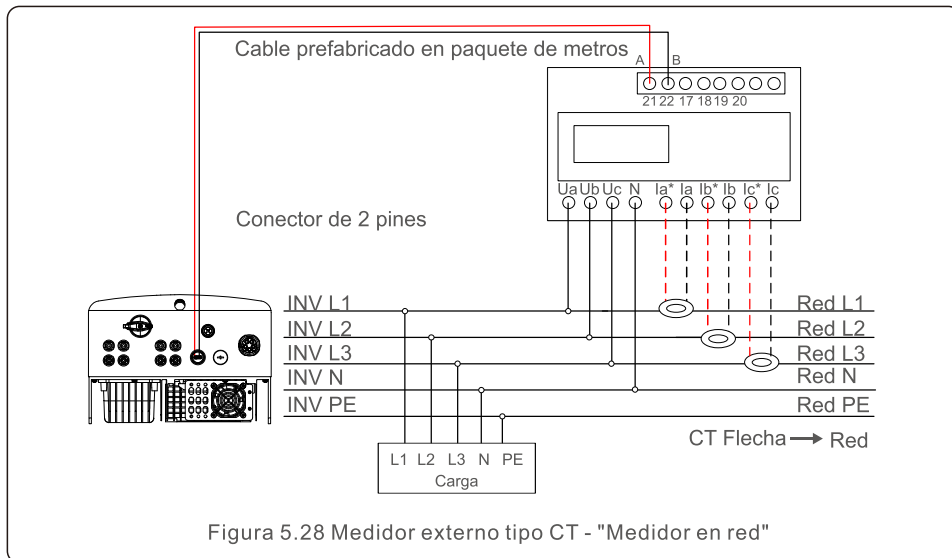 Cable prefabricado en paquete de metros
A B
21 22 17 18 19 20
Ua Ub Uc N Ia* Ia Ib* Ib Ic* Ic
Conector de 2 pines
INV L1 Red L1
INV L2 Red L2
INV L3 Red L3
INV N Red N
INV PE Red PE
CT Flecha → Red
L1 L2 L3 N PE
Carga
Figura 5.28 Medidor externo tipo CT - "Medidor en red"